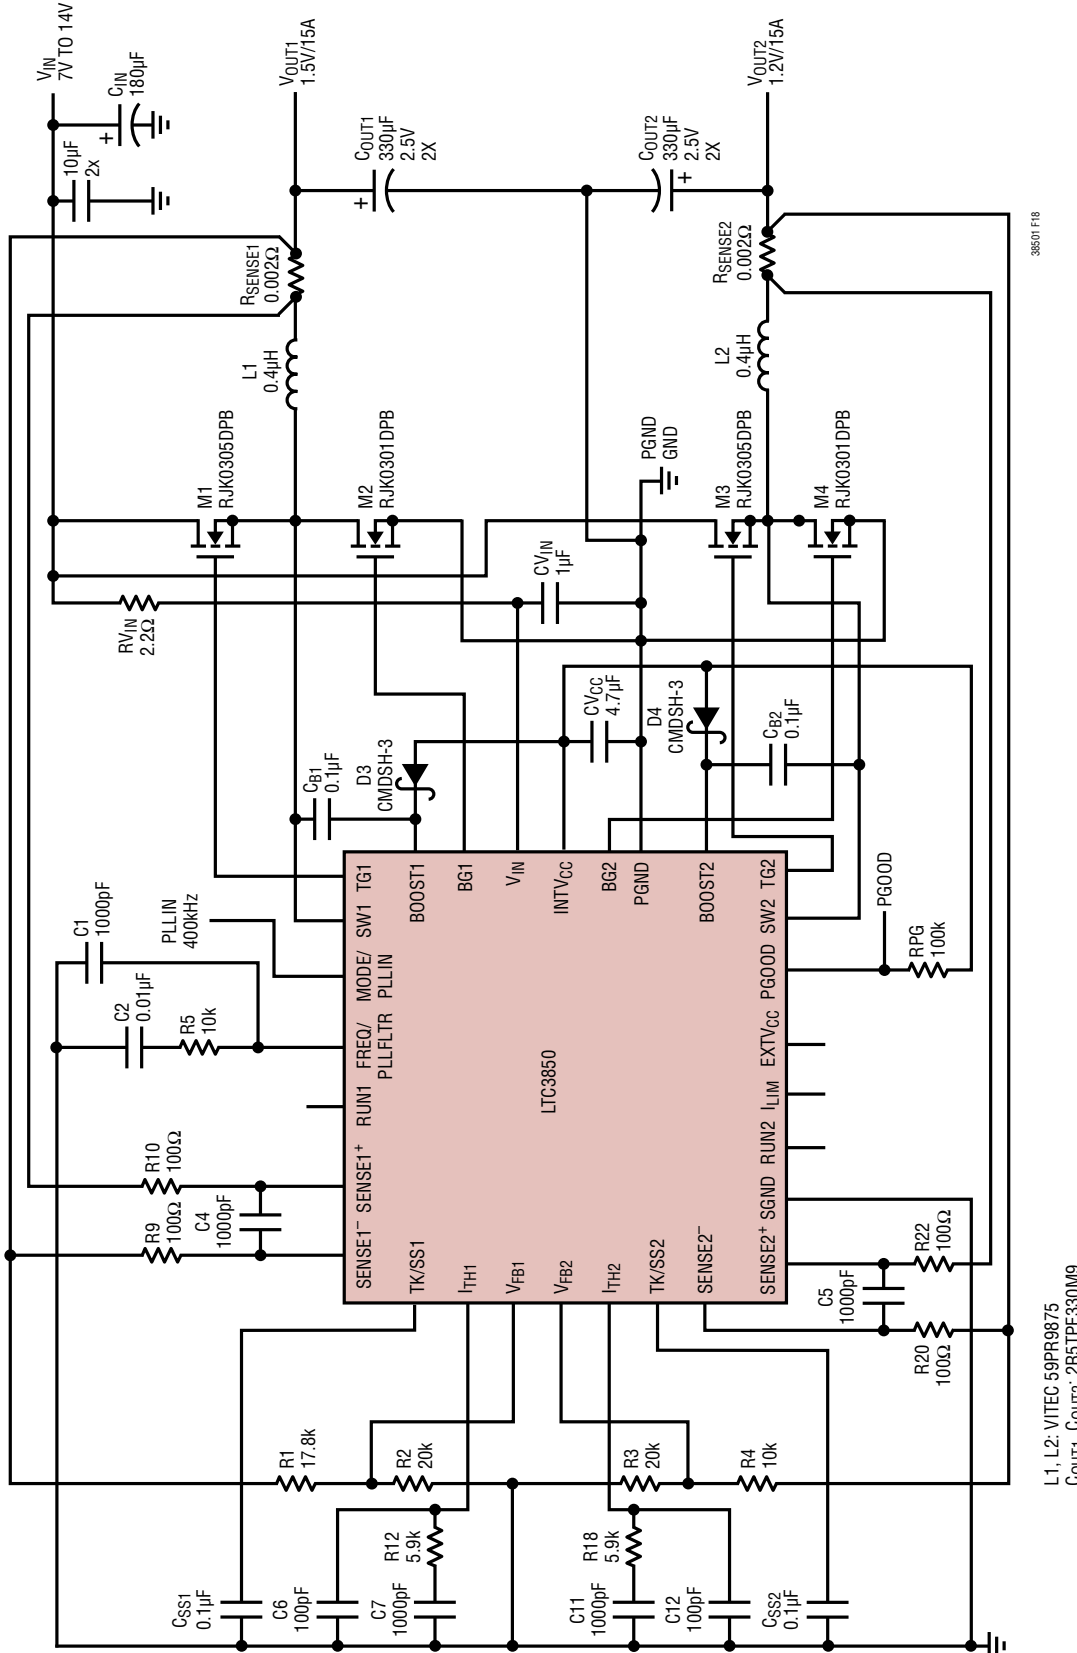 VIN
7V TO 14V
CIN
180µF
+
10µF
2x
VOUT1
1.5V/15A
COUT1
330µF
2.5V
2X
+
COUT2
330µF
2.5V
2X
+
VOUT2
1.2V/15A
RSENSE1
0.002Ω
RSENSE2
0.002Ω
38501 F18
L1
0.4µH
L2
0.4µH
M1
RJK0305DPB
M2
RJK0301DPB
PGND
GND
M3
RJK0305DPB
M4
RJK0301DPB
RVIN
2.2Ω
CVIN
1µF
CB1
0.1µF
D3
CMDSH-3
CVCC
4.7µF
D4
CMDSH-3
CB2
0.1µF
C1
1000pF
PLLIN
400kHz
C2
0.01µF
R5
10k
TG1
SW1
BOOST1
BG1
VIN
INTVCC
BG2
PGND
BOOST2
TG2
SW2
MODE/
PLLIN
FREQ/
PLLFLTR
RUN1
SENSE1+
SENSE1−
LTC3850
PGOOD
EXTVCC
ILIM
RUN2
SGND
SENSE2+
PGOOD
RPG
100k
R10
100Ω
R9
100Ω
C4
1000pF
TK/SS1
ITH1
VFB1
VFB2
ITH2
TK/SS2
SENSE2−
C5
1000pF
R22
100Ω
R20
100Ω
R1
17.8k
R2
20k
R3
20k
R4
10k
R12
5.9k
R18
5.9k
CSS1
0.1µF
C6
100pF
C7
1000pF
C11
1000pF
C12
100pF
CSS2
0.1µF
L1, L2: VITEC 59PR9875
COUT1, COUT2: 2R5TPE330M9